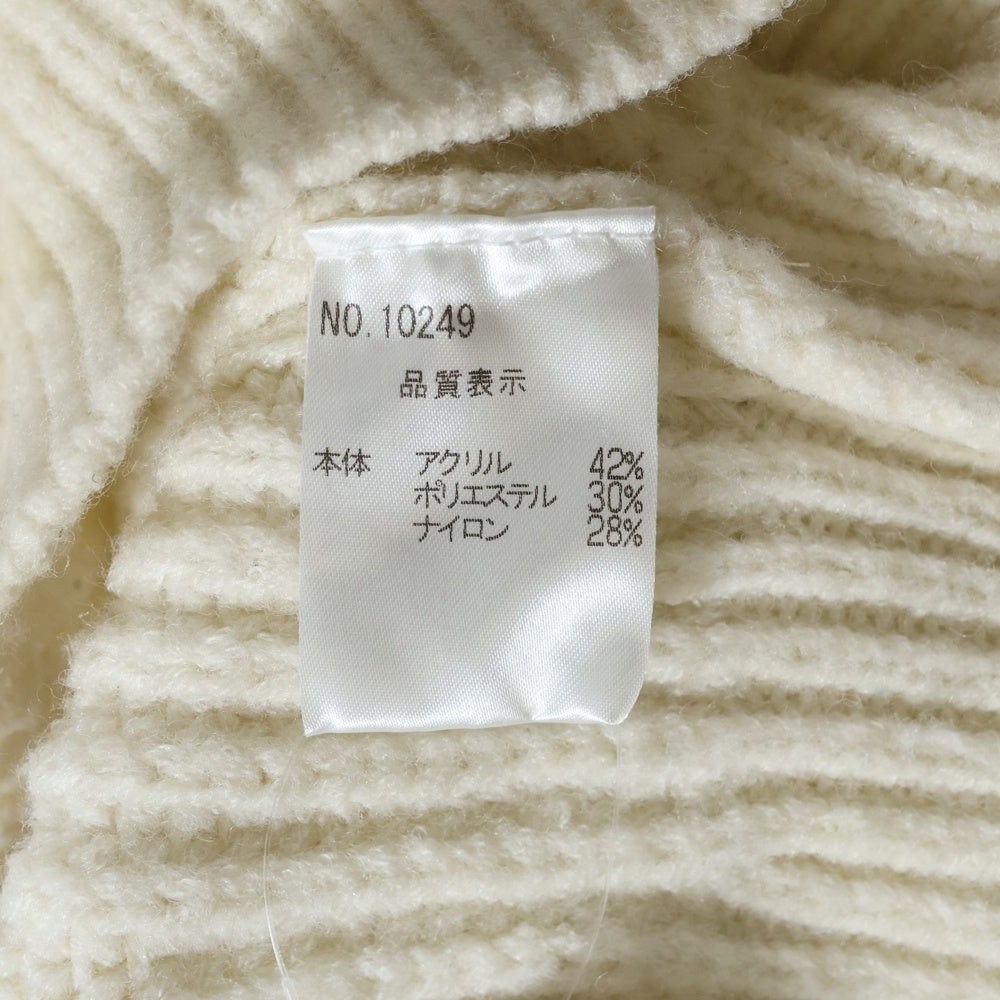 NO.10249
品質表示
本体 アクリル 42%
ポリエステル 30%
ナイロン 28%